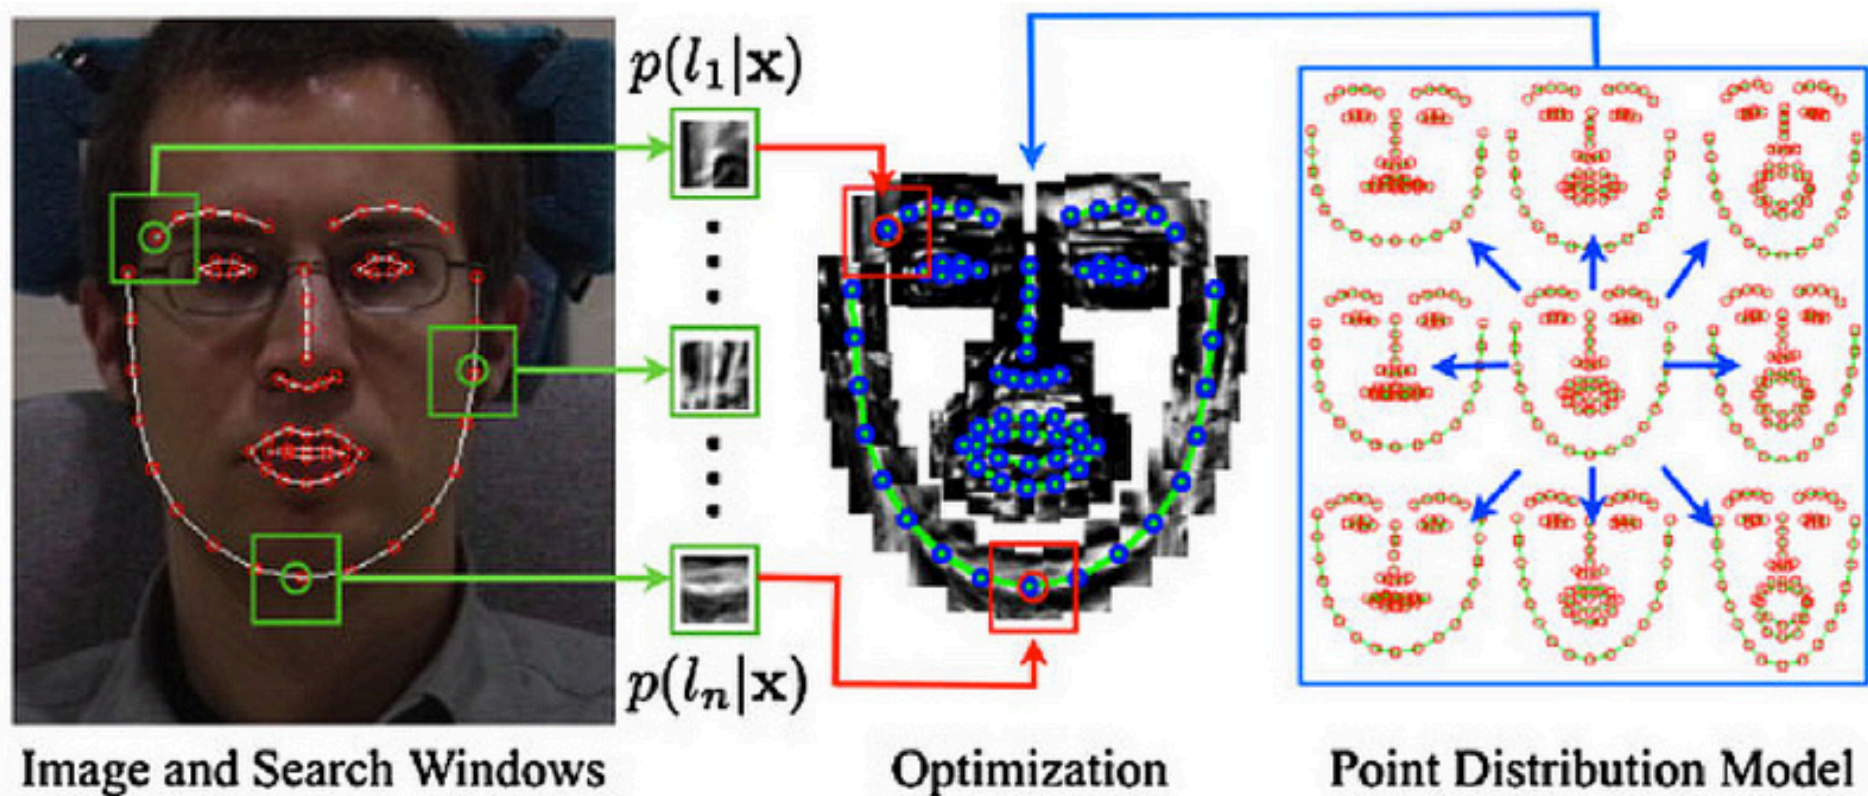 p(l₁|x)
p(lₙ|x)
Image and Search Windows
Optimization
Point Distribution Model